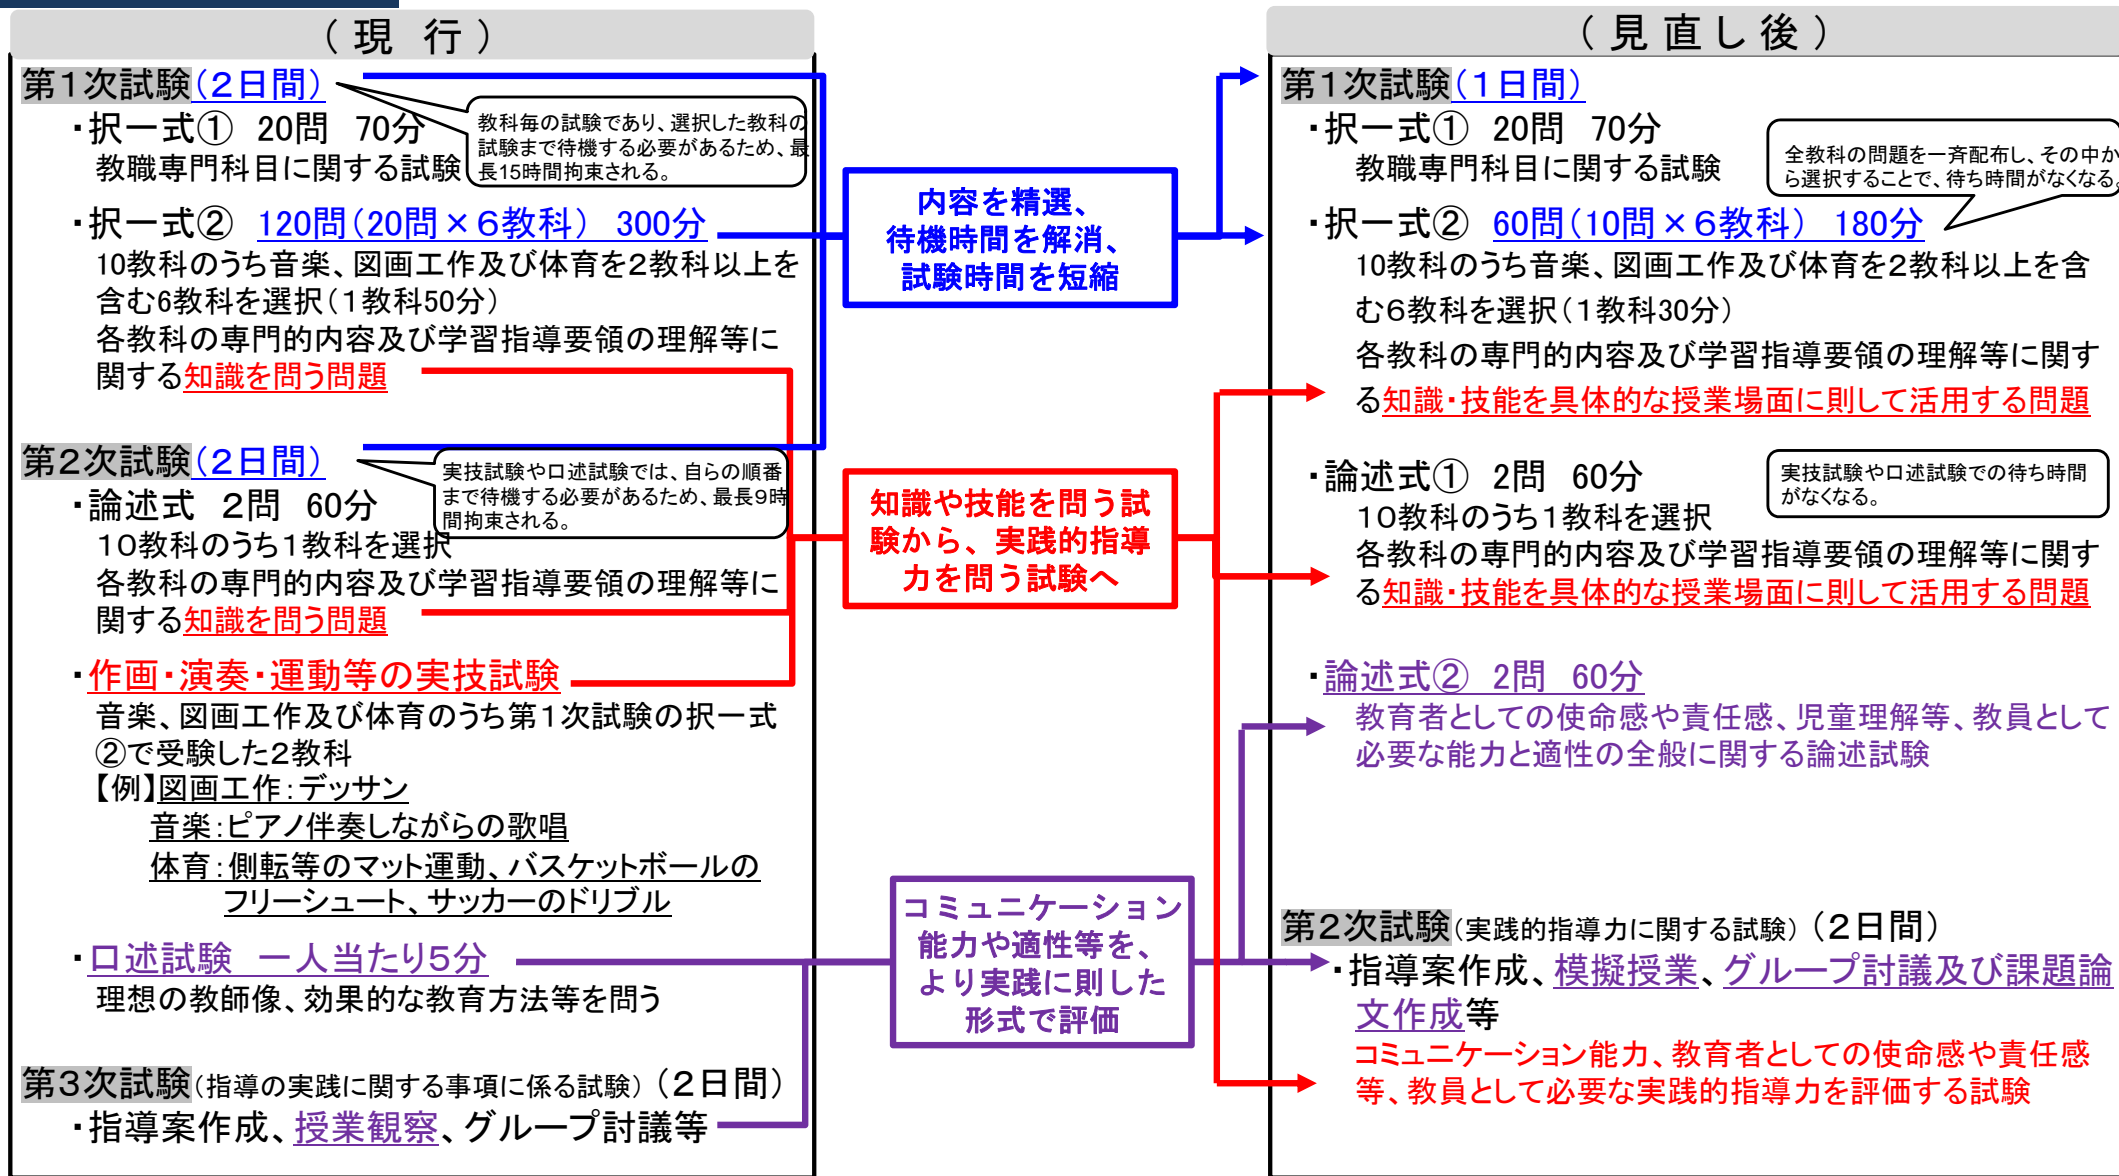 （現 行）
第１次試験（２日間）
教科毎の試験であり、選択した教科の
試験まで待機する必要があるため、最
長15時間拘束される。
・択一式① 20問 70分
教職専門科目に関する試験
・択一式② 120問（20問×６教科） 300分
10教科のうち音楽、図画工作及び体育を２教科以上を
含む6教科を選択（１教科50分）
各教科の専門的内容及び学習指導要領の理解等に
関する知識を問う問題
第２次試験（２日間）
実技試験や口述試験では、自らの順番
まで待機する必要があるため、最長９時
間拘束される。
・論述式 ２問 60分
１０教科のうち１教科を選択
各教科の専門的内容及び学習指導要領の理解等に
関する知識を問う問題
・作画・演奏・運動等の実技試験
音楽、図画工作及び体育のうち第１次試験の択一式
②で受験した２教科
【例】図画工作：デッサン
音楽：ピアノ伴奏しながらの歌唱
体育：側転等のマット運動、バスケットボールの
フリーシュート、サッカーのドリブル
・口述試験 一人当たり５分
理想の教師像、効果的な教育方法等を問う
第３次試験（指導の実践に関する事項に係る試験）（２日間）
・指導案作成、授業観察、グループ討議等
内容を精選、
待機時間を解消、
試験時間を短縮
知識や技能を問う試
験から、実践的指導
力を問う試験へ
コミュニケーション
能力や適性等を、
より実践に則した
形式で評価
（見直し後）
第１次試験（１日間）
・択一式① 20問 70分
教職専門科目に関する試験
全教科の問題を一斉配布し、その中か
ら選択することで、待ち時間がなくなる。
・択一式② 60問（10問×６教科） 180分
10教科のうち音楽、図画工作及び体育を２教科以上を含
む６教科を選択（１教科30分）
各教科の専門的内容及び学習指導要領の理解等に関す
る知識・技能を具体的な授業場面に則して活用する問題
・論述式① 2問 60分
実技試験や口述試験での待ち時間
がなくなる。
１０教科のうち１教科を選択
各教科の専門的内容及び学習指導要領の理解等に関す
る知識・技能を具体的な授業場面に則して活用する問題
・論述式② 2問 60分
教育者としての使命感や責任感、児童理解等、教員として
必要な能力と適性の全般に関する論述試験
第２次試験（実践的指導力に関する試験）（２日間）
・指導案作成、模擬授業、グループ討議及び課題論
文作成等
コミュニケーション能力、教育者としての使命感や責任感
等、教員として必要な実践的指導力を評価する試験